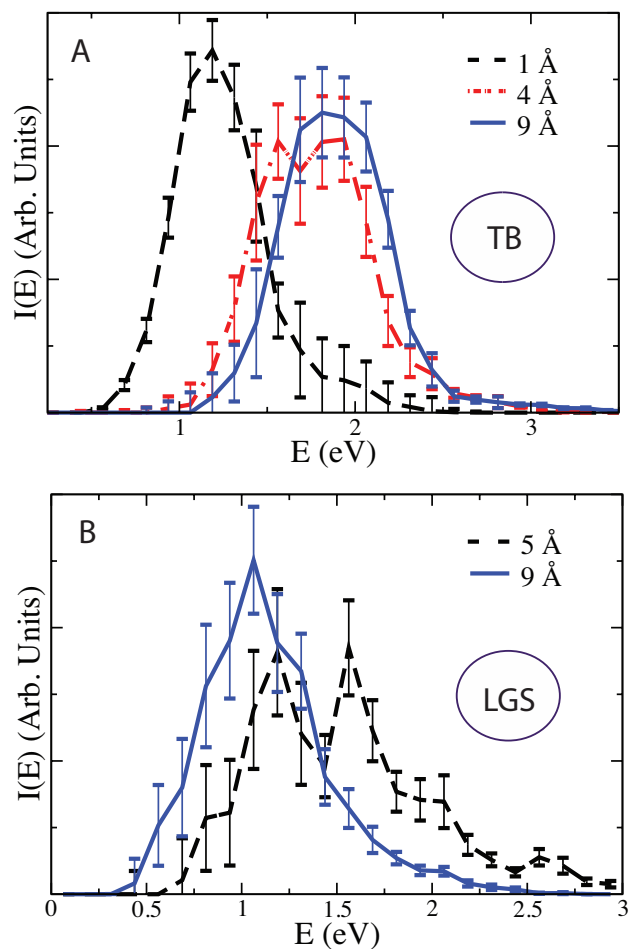 A
1 Å
4 Å
9 Å
I(E) (Arb. Units)
TB
1
2
3
E (eV)
B
5 Å
9 Å
I(E) (Arb. Units)
LGS
0
0.5
1
1.5
2
2.5
3
E (eV)